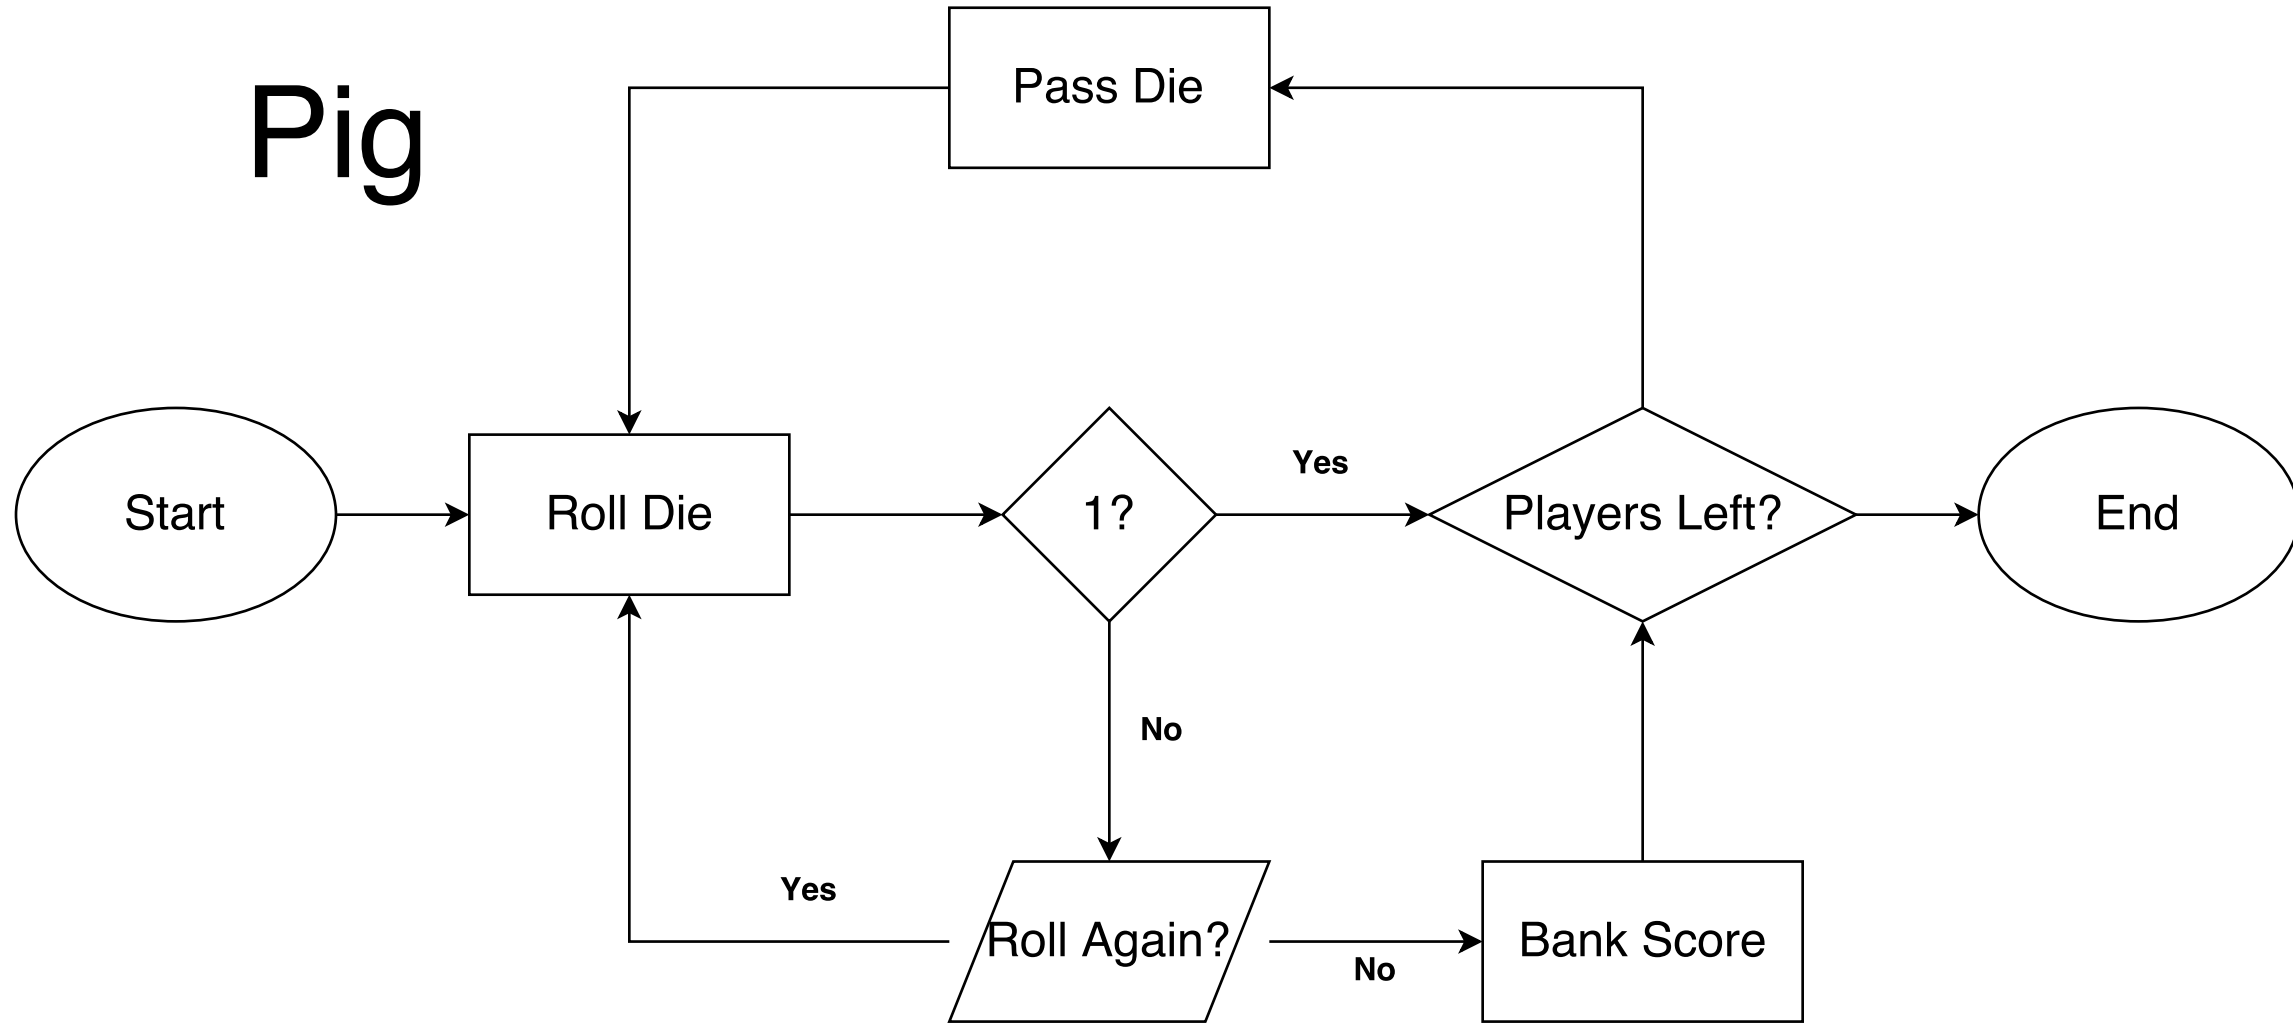 Pig
Pass Die
Start
Roll Die
1?
Yes
Players Left?
End
No
Yes
Roll Again?
No
Bank Score